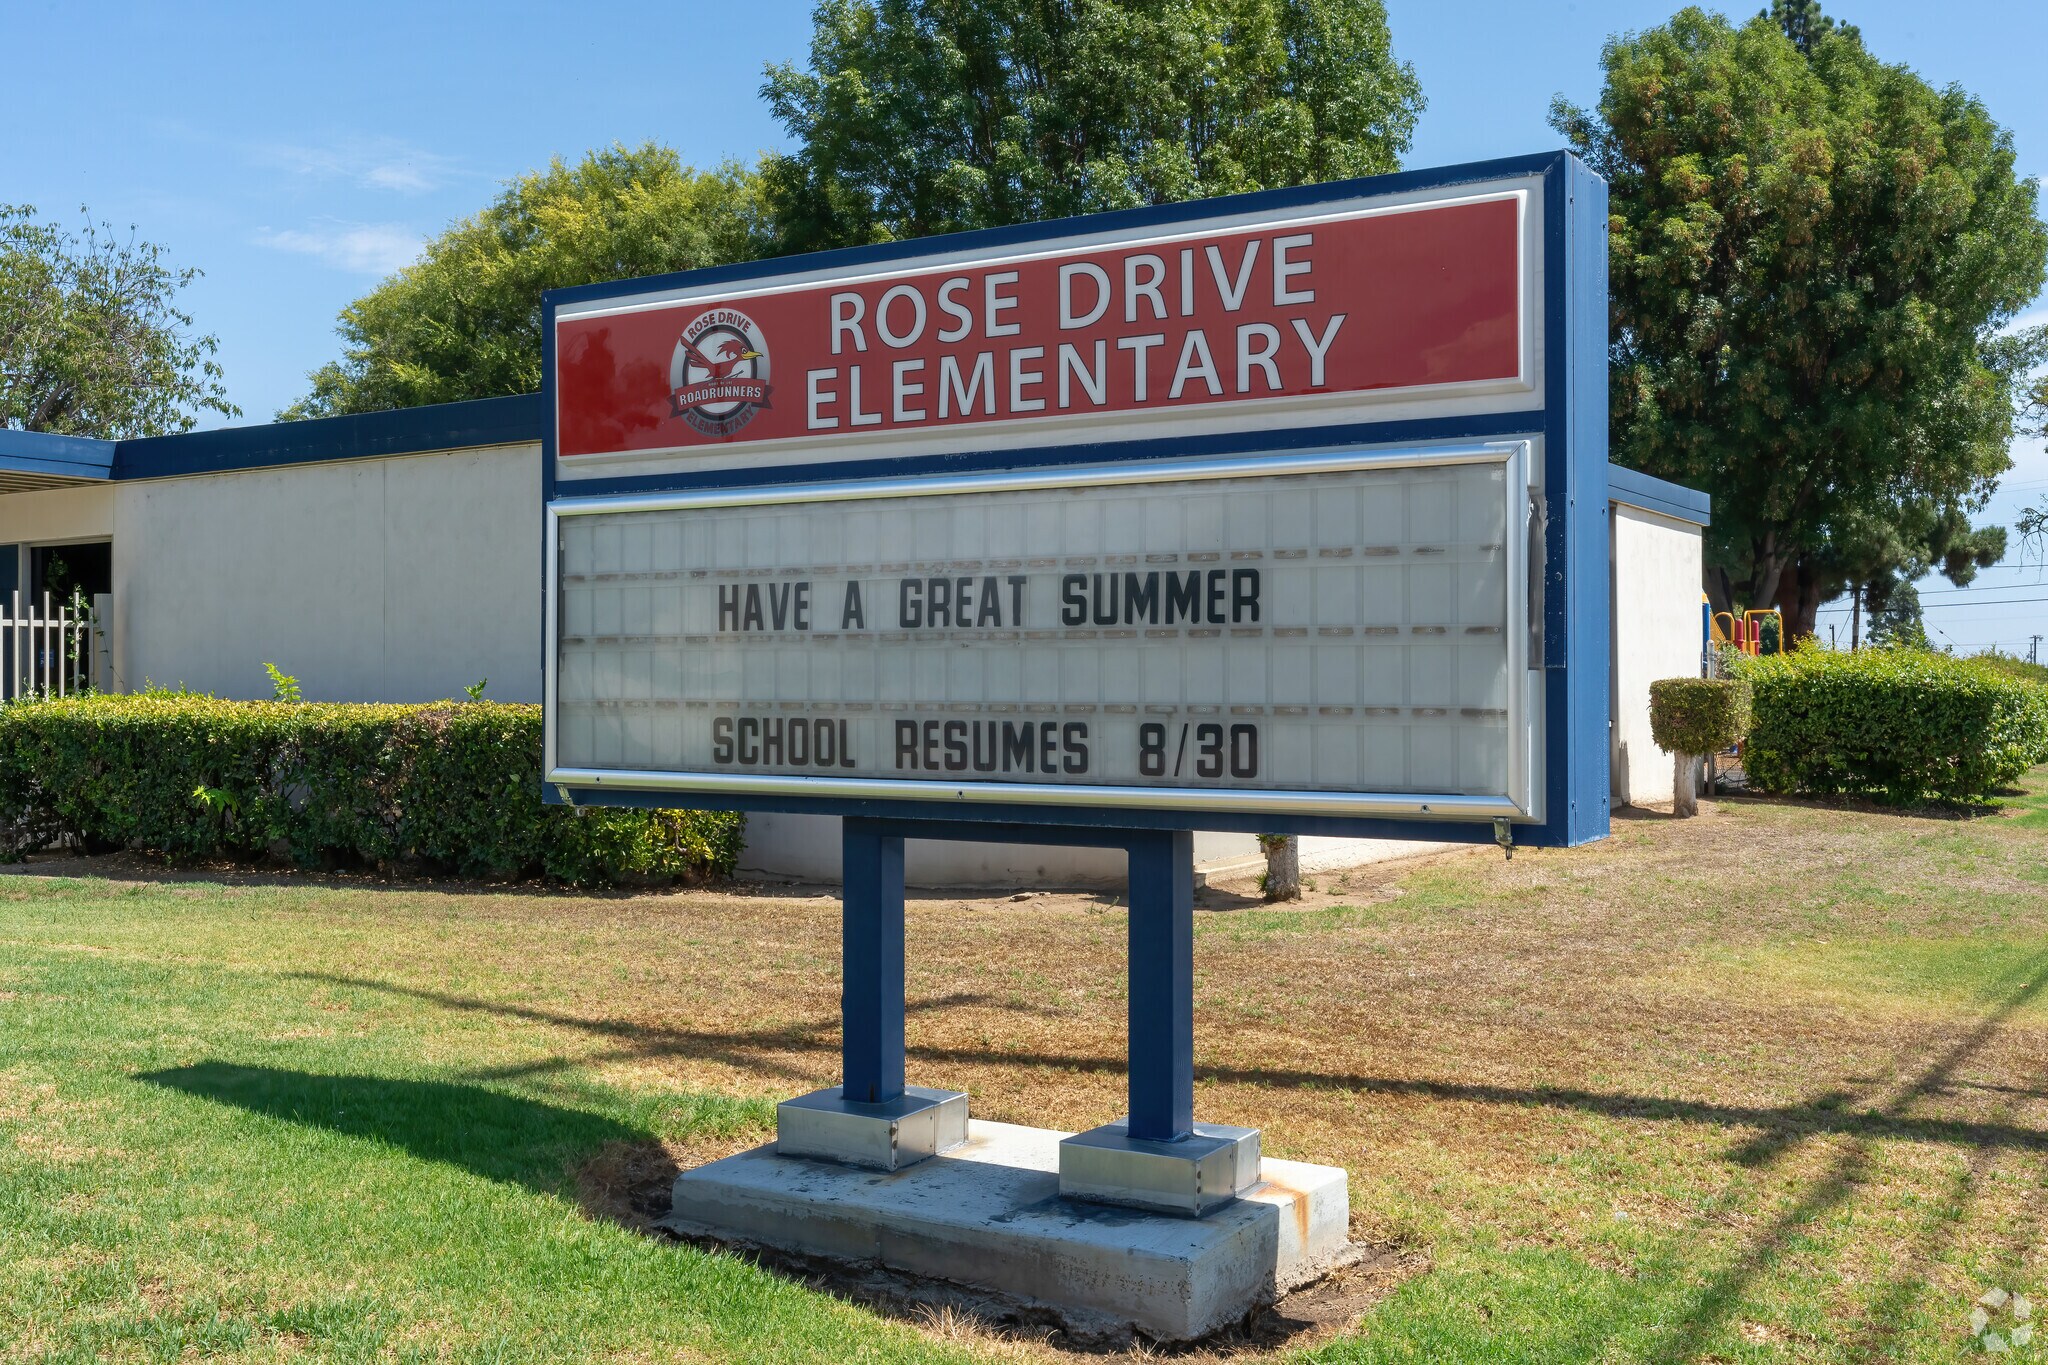 ROSE DRIVE
ELEMENTARY
ROSE DRIVE
ROADRUNNERS
ELEMENTARY
HAVE A GREAT SUMMER
SCHOOL RESUMES 8/30